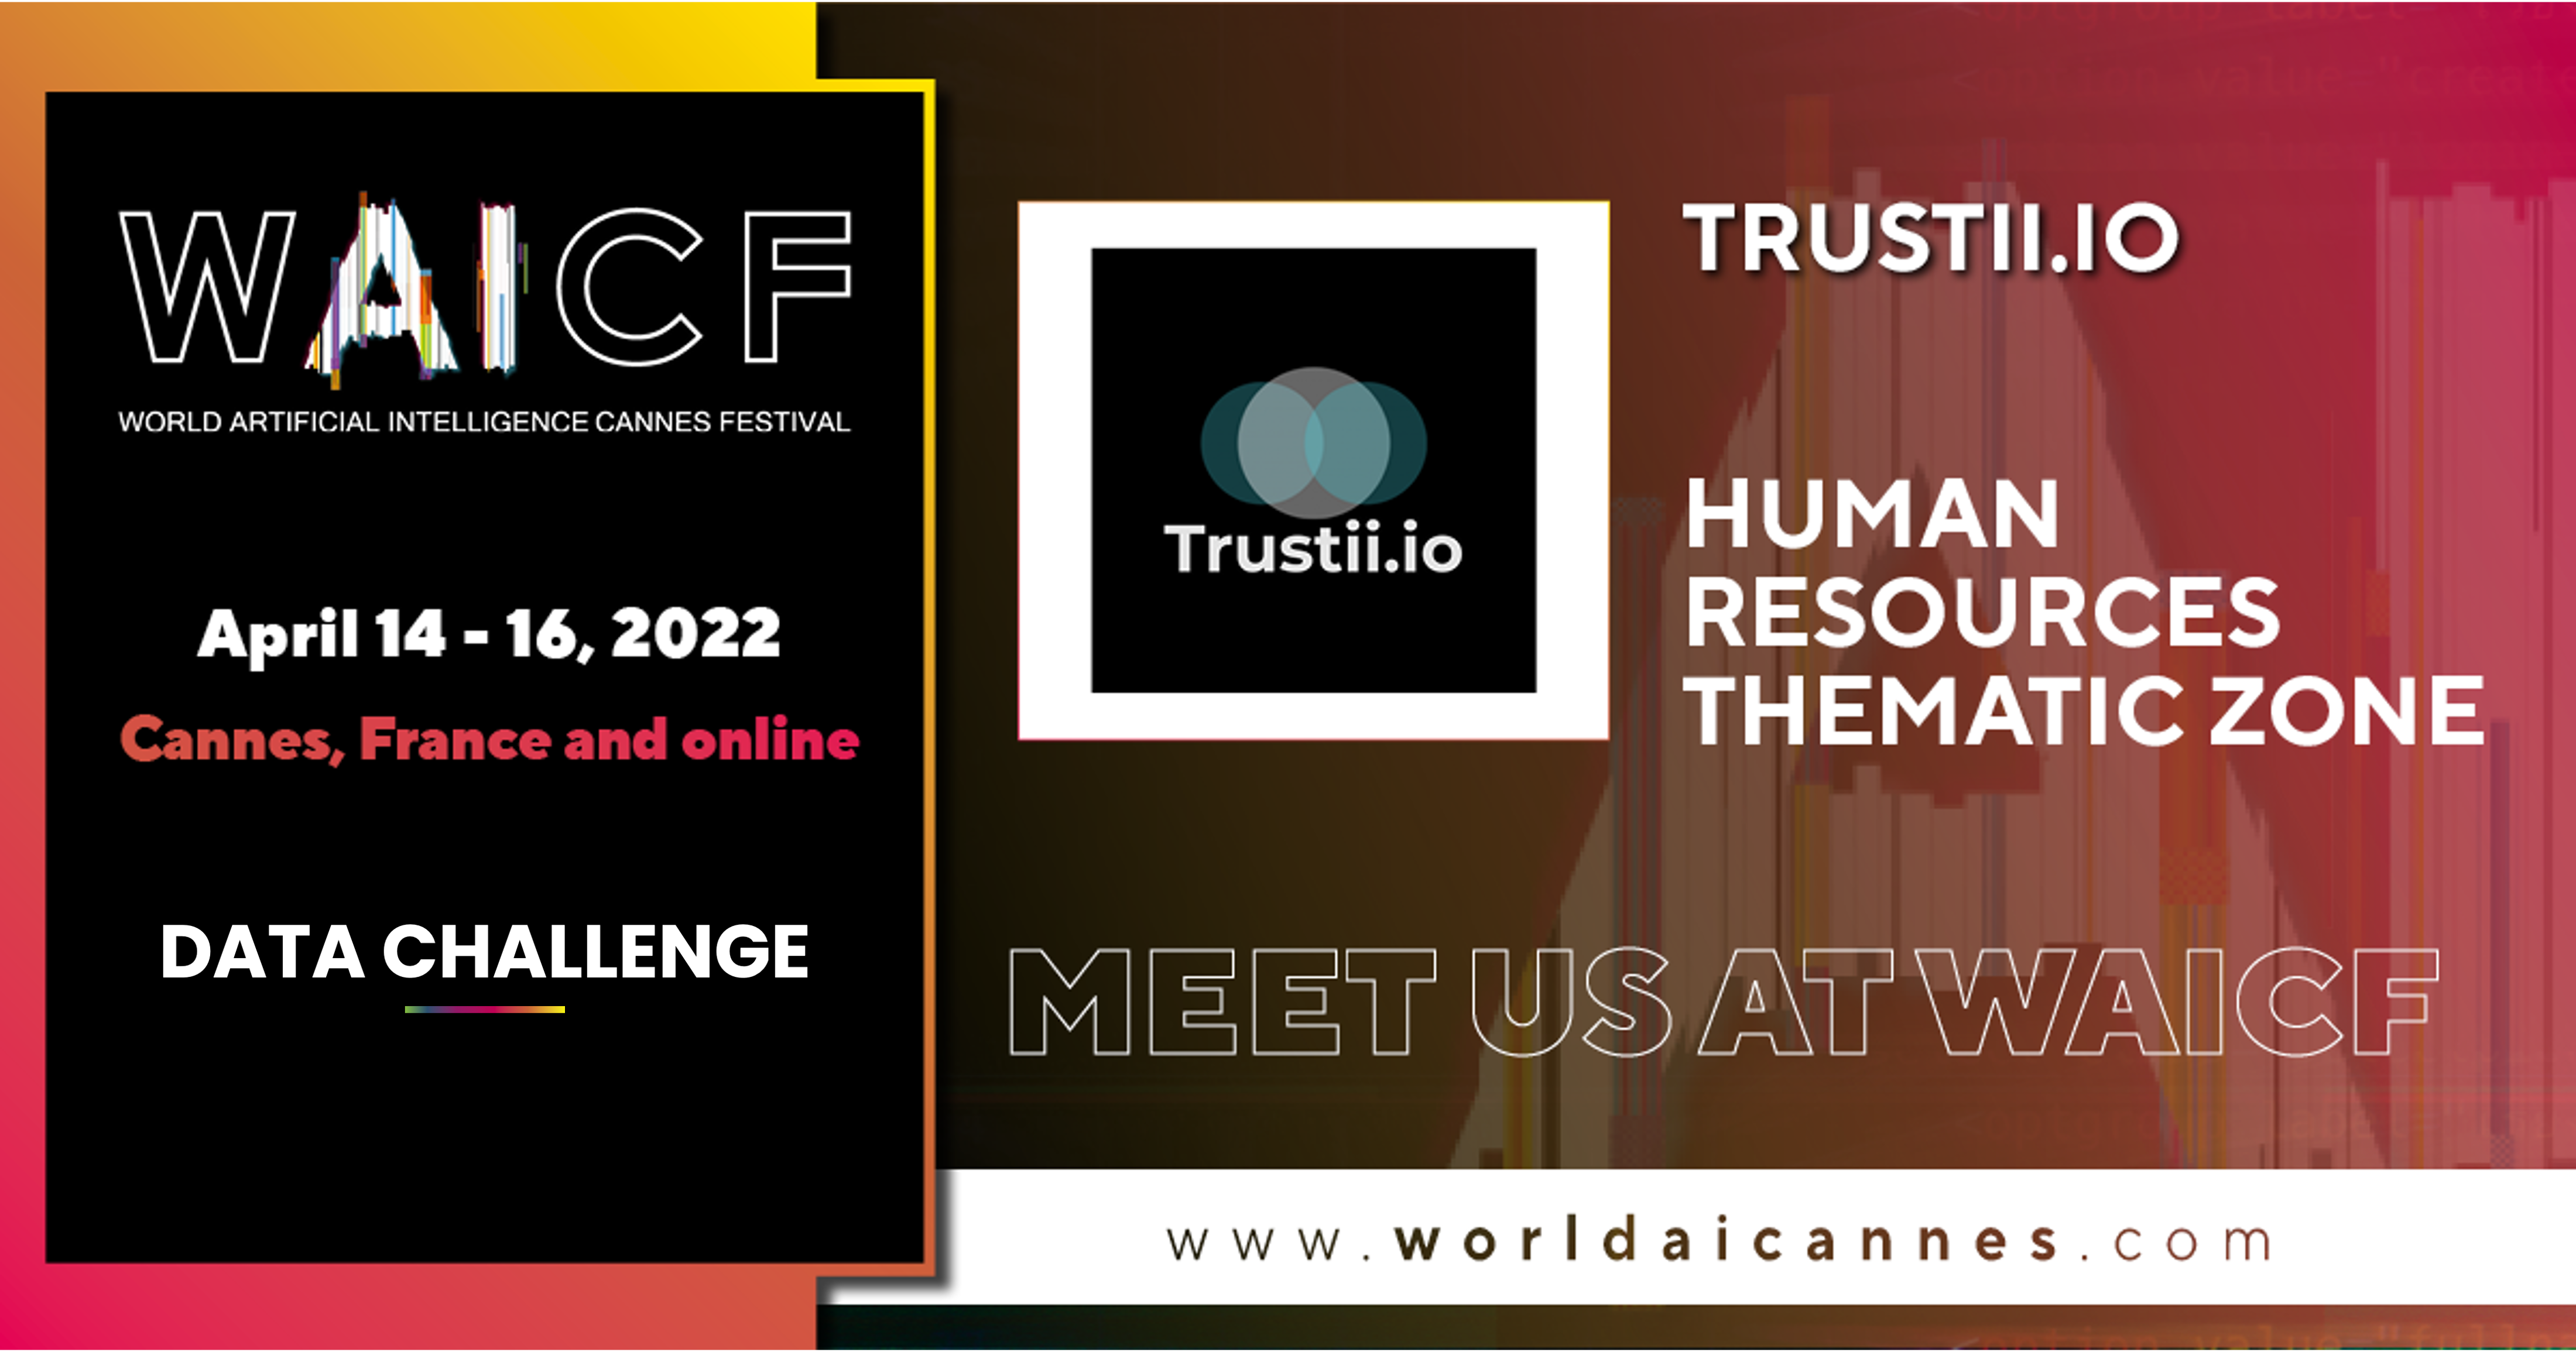 WAICF
WORLD ARTIFICIAL INTELLIGENCE CANNES FESTIVAL
April 14 - 16, 2022
Cannes, France and online
DATA CHALLENGE
Trustii.io
TRUSTII.IO
HUMAN
RESOURCES
THEMATIC ZONE
MEET US AT WAICF
www.worldaicannes.com